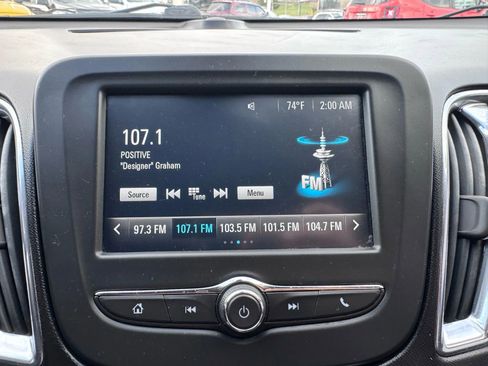 74°F 2:00 AM
107.1
POSITIVE
"Designer" Graham
FM
Source Tune Menu
97.3 FM 107.1 FM 103.5 FM 101.5 FM 104.7 FM